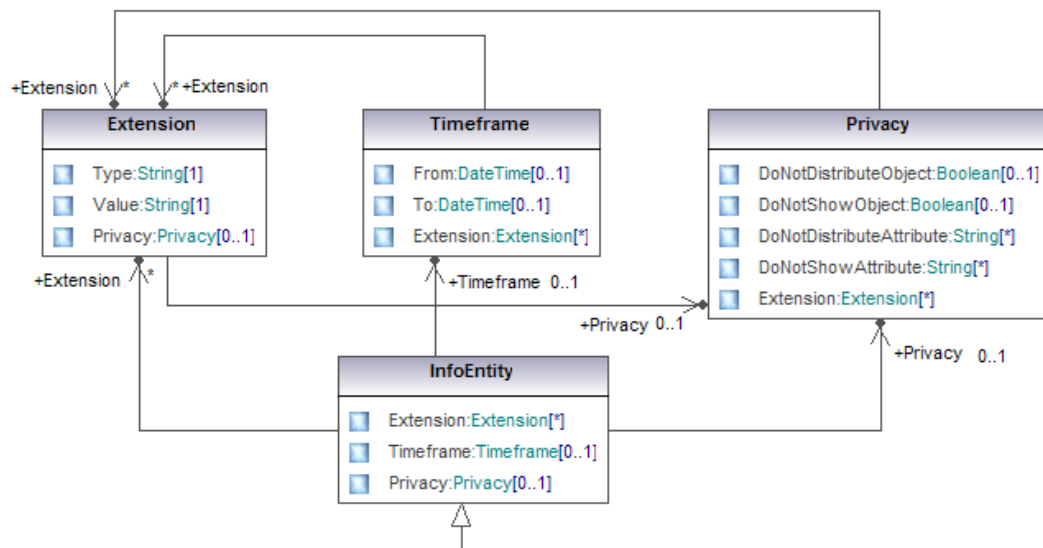 +Extension
*
* +Extension
Extension
Type:String[1]
Value:String[1]
Privacy:Privacy[0..1]
Timeframe
From:DateTime[0..1]
To:DateTime[0..1]
Extension:Extension[*]
Privacy
DoNotDistributeObject:Boolean[0..1]
DoNotShowObject:Boolean[0..1]
DoNotDistributeAttribute:String[*]
DoNotShowAttribute:String[*]
Extension:Extension[*]
+Extension
*
+Timeframe 0..1
+Privacy 0..1
+Privacy 0..1
InfoEntity
Extension:Extension[*]
Timeframe:Timeframe[0..1]
Privacy:Privacy[0..1]